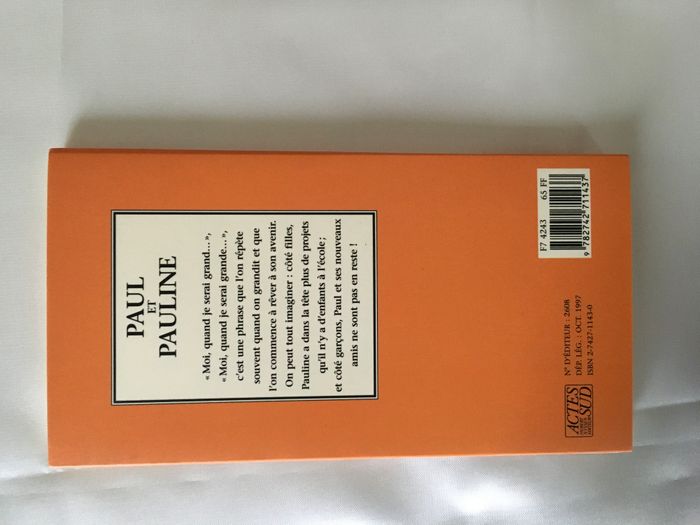 PAUL
ET
PAULINE
« Moi, quand je serai grand... »,
« Moi, quand je serai grande... »,
c'est une phrase que l'on répète
souvent quand on grandit et que
l'on commence à rêver à son avenir.
On peut tout imaginer : côté filles,
Pauline a dans la tête plus de projets
qu'il n'y a d'enfants à l'école ;
et côté garçons, Paul et ses nouveaux
amis ne sont pas en reste !
ACTES
SUD
N° D'ÉDITEUR : 2608
DÉP. LÉG. : OCT. 1997
ISBN 2-7427-1143-0
F7 4243 65 FF
9 782742 711437